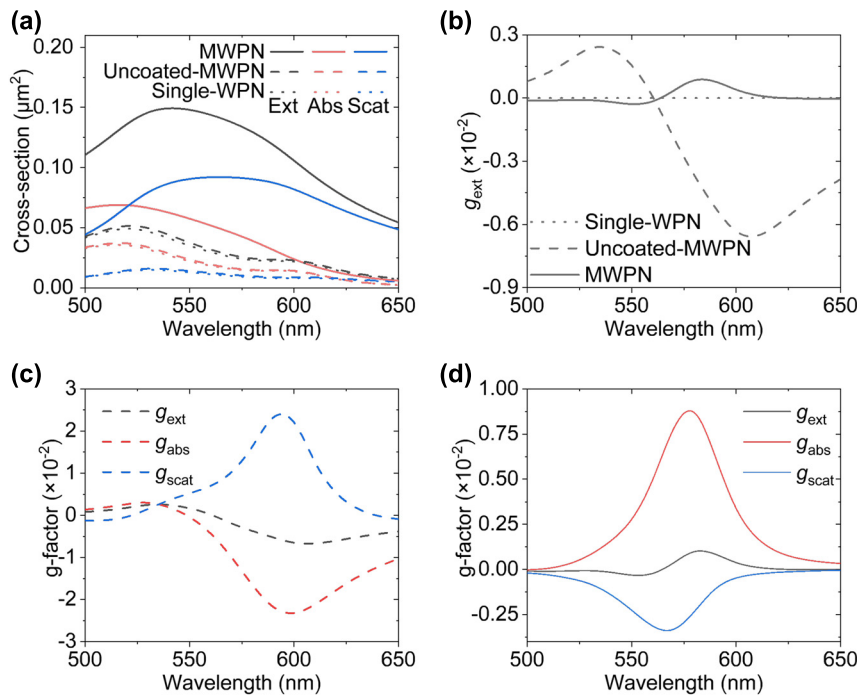 (a)
0.20
0.15
0.10
0.05
0.00
Cross-section (μm²)
MWPN
Uncoated-MWPN
Single-WPN
Ext Abs Scat
500 550 600 650
Wavelength (nm)
(b)
0.3
0.0
-0.3
-0.6
-0.9
gext (×10⁻²)
Single-WPN
Uncoated-MWPN
MWPN
500 550 600 650
Wavelength (nm)
(c)
3
2
1
0
-1
-2
-3
g-factor (×10⁻²)
gext
gabs
gscat
500 550 600 650
Wavelength (nm)
(d)
1.00
0.75
0.50
0.25
0.00
-0.25
g-factor (×10⁻²)
gext
gabs
gscat
500 550 600 650
Wavelength (nm)